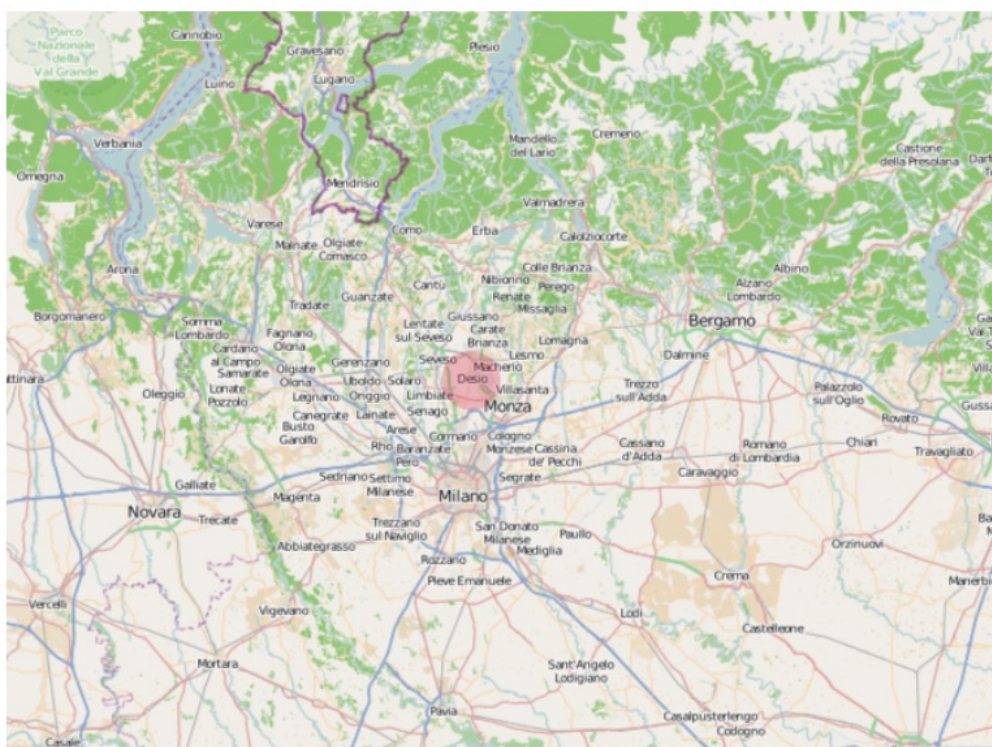 Parco
Nazionale
della
Val Grande
Cannobio
Gravesano
Plesio
Lugano
Luino
Verbania
Mandello
del Lario
Cremeno
Castione
della Presolana
Omegna
Mendrisio
Valmadrera
Varese
Como
Erba
Calolziocorte
Malnate
Olgiate
Comasco
Arona
Colle Brianza
Albino
Nibionno
Cantù
Perego
Alzano
Lombardo
Guanzate
Renate
Missaglia
Tradate
Borgomanero
Giussano
Somma
Lombardo
Lentate
sul Seveso
Carate
Brianza
Bergamo
Fagnano
Olona
Lomagna
Cardano
al Campo
Samarate
Gerenzano
Seveso
Lesmo
Dalmine
Macherio
Olgiate
Olona
Uboldo
Solaro
Desio
ttinara
Oleggio
Lonate
Pozzolo
Legnano
Origgio
Limbiate
Villasanta
Trezzo
sull'Adda
Palazzolo
sull'Oglio
Canegrate
Lainate
Senago
Monza
Rovato
Busto
Garolfo
Arese
Cormano
Cologno
Monzese
Rho
Baranzate
Cassina
de' Pecchi
Cassano
d'Adda
Romano
di Lombardia
Chiari
Travagliato
Pero
Caravaggio
Sedriano
Settimo
Milanese
Segrate
Galliate
Magenta
Milano
Novara
Trecate
Trezzano
sul Naviglio
San Donato
Milanese
Paullo
Mediglia
Orzinuovi
Abbiategrasso
Rozzano
Pieve Emanuele
Crema
Vercelli
Vigevano
Lodi
Castelleone
Mortara
Sant'Angelo
Lodigiano
Pavia
Casalpusterlengo
Codogno
Casale